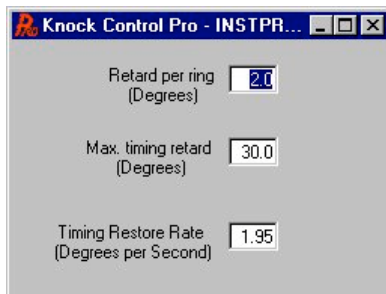 Knock Control Pro - INSTPR...
Retard per ring 2.0
(Degrees)
Max. timing retard 30.0
(Degrees)
Timing Restore Rate 1.95
(Degrees per Second)